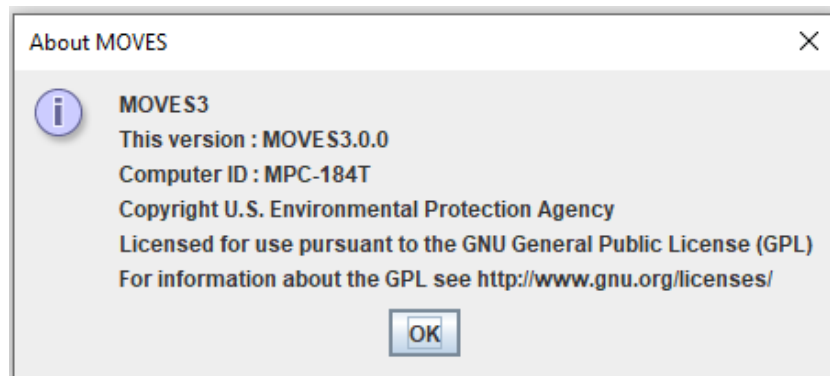 About MOVES
i
MOVES3
This version : MOVES3.0.0
Computer ID : MPC-184T
Copyright U.S. Environmental Protection Agency
Licensed for use pursuant to the GNU General Public License (GPL)
For information about the GPL see http://www.gnu.org/licenses/
OK